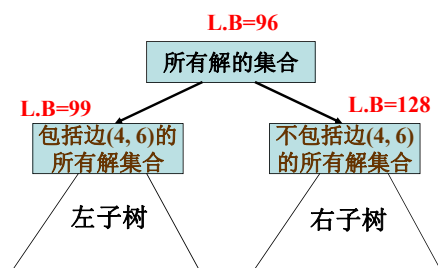 L.B=96
所有解的集合
L.B=99
L.B=128
包括边(4, 6)的
所有解集合
不包括边(4, 6)
的所有解集合
左子树
右子树